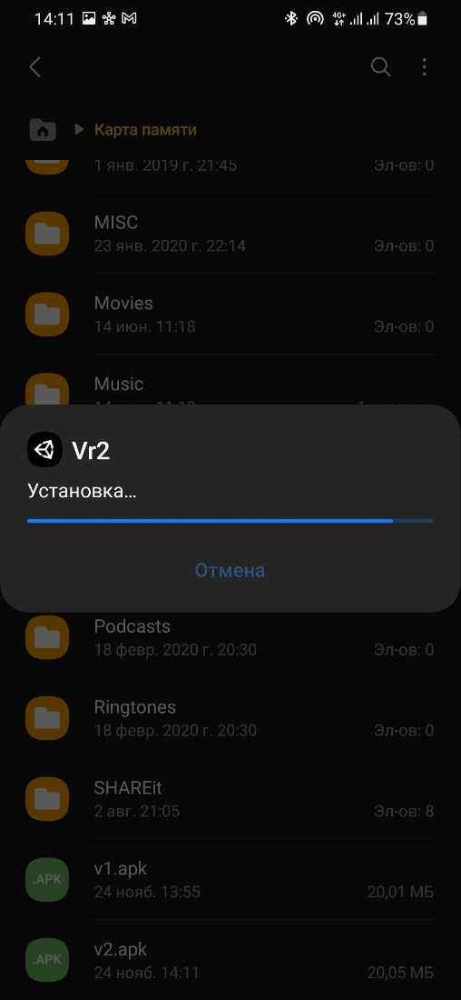 14:11 4G+ 73%
Карта памяти
1 янв. 2019 г. 21:45 Эл-ов: 0
MISC
23 янв. 2020 г. 22:14 Эл-ов: 0
Movies
14 июн. 11:18 Эл-ов: 0
Music
Vr2
Установка...
Отмена
Podcasts
18 февр. 2020 г. 20:30 Эл-ов: 0
Ringtones
18 февр. 2020 г. 20:30 Эл-ов: 0
SHAREit
2 авг. 21:05 Эл-ов: 8
.APK v1.apk
24 нояб. 13:55 20,01 МБ
.APK v2.apk
24 нояб. 14:11 20,05 МБ